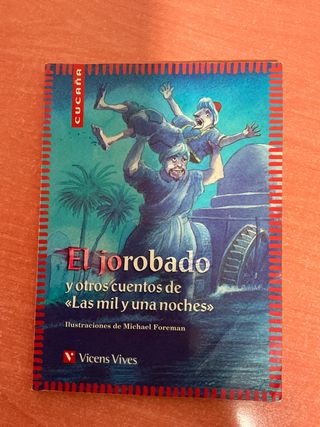 CUCAÑA
El jorobado
y otros cuentos de
«Las mil y una noches»
Ilustraciones de Michael Foreman
V Vicens Vives